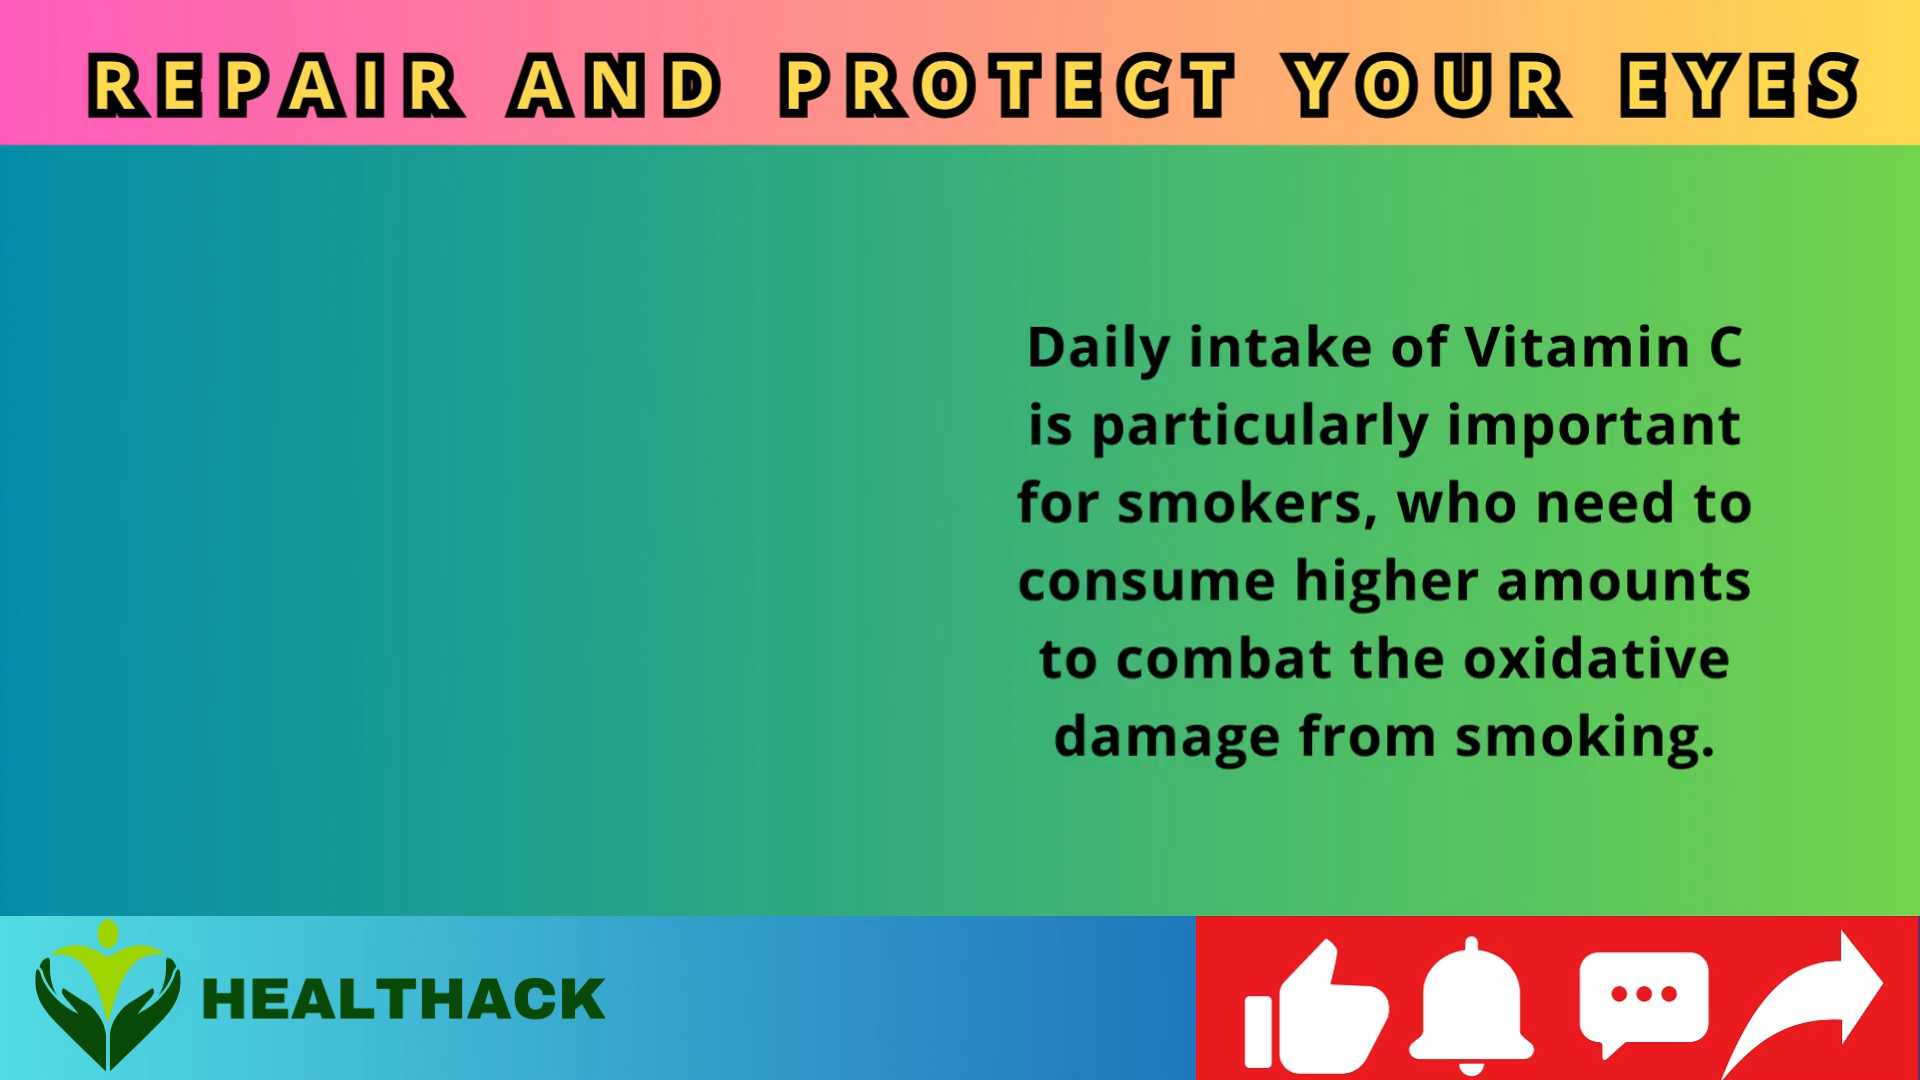 REPAIR AND PROTECT YOUR EYES
Daily intake of Vitamin C
is particularly important
for smokers, who need to
consume higher amounts
to combat the oxidative
damage from smoking.
HEALTHACK